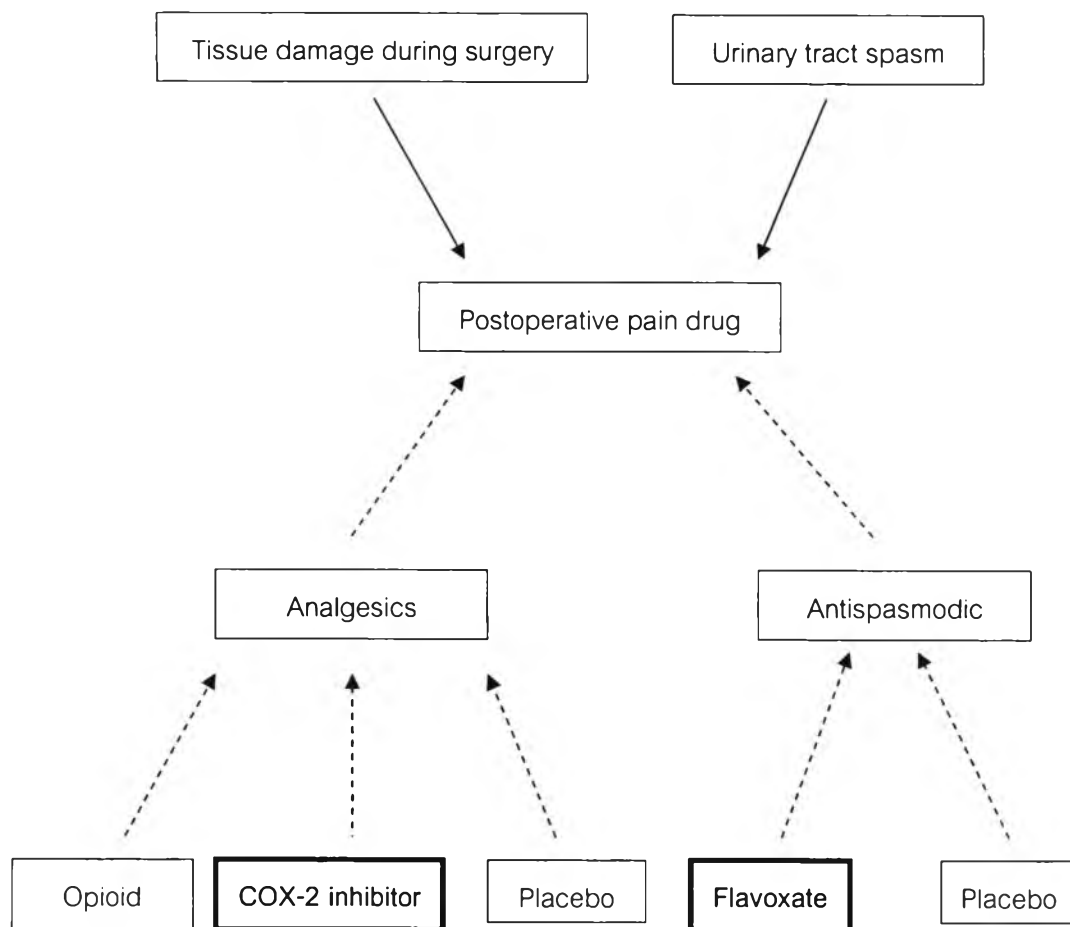 Tissue damage during surgery
Urinary tract spasm
Postoperative pain drug
Analgesics
Antispasmodic
Opioid
COX-2 inhibitor
Placebo
Flavoxate
Placebo